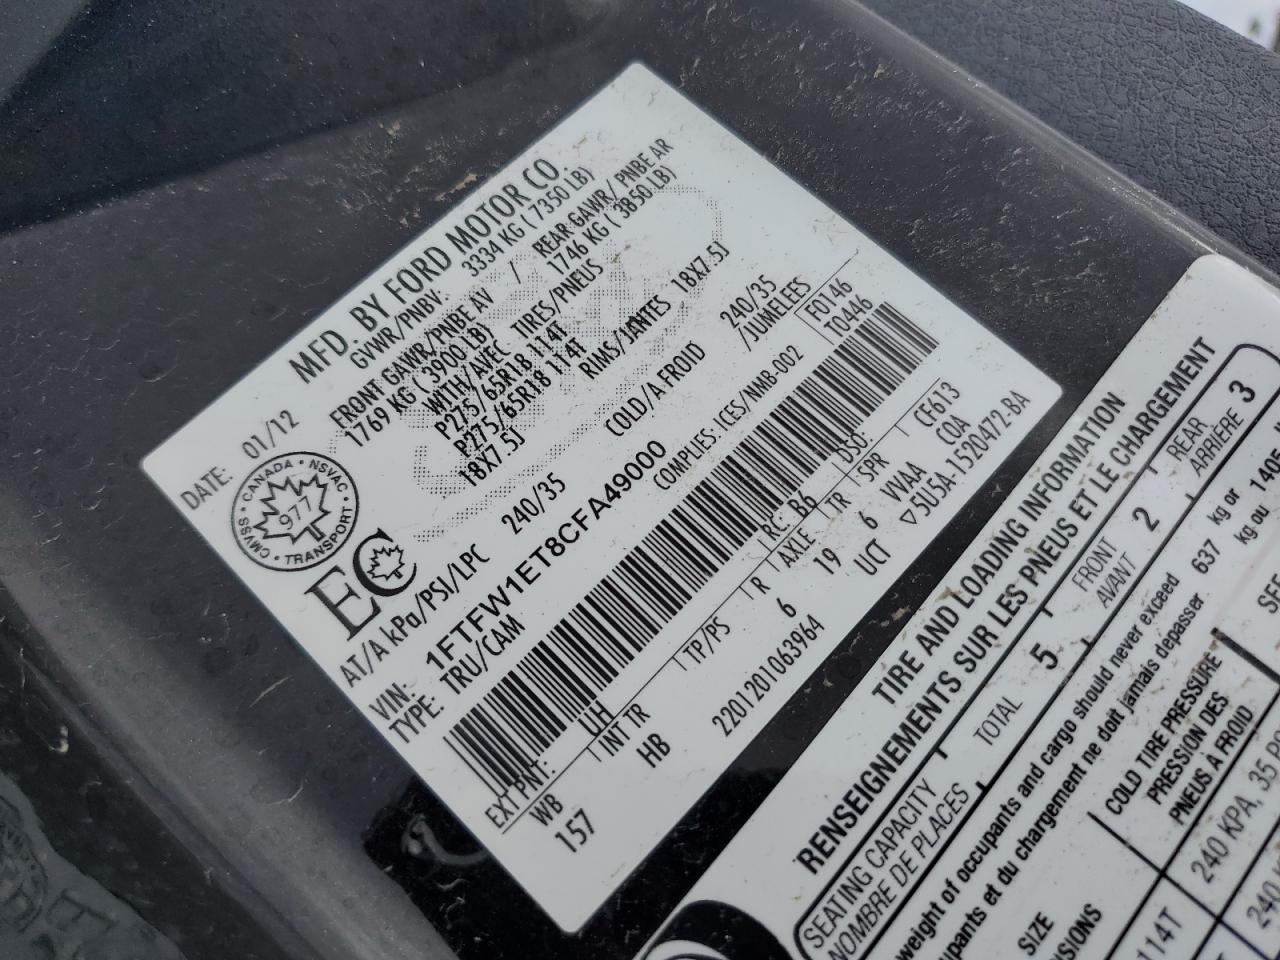 MFD. BY FORD MOTOR CO.
DATE: 01/12
GVWR/PNBV: 3334 KG ( 7350 LB)
FRONT GAWR/PNBE AV / REAR GAWR/ PNBE AR
1769 KG ( 3900 LB) 1746 KG ( 3850 LB)
WITH/AVEC TIRES/PNEUS
P275/65R18 114T
P275/65R18 114T
18X7.5J RIMS/JANTES 18X7.5J
CANADA • NSVAC • TRANSPORT • CMVSS
977
EC
AT/A kPa/PSI/LPC 240/35 COLD/A FROID 240/35
/JUMELEES
VIN: 1FTFW1ET8CFA49000
F0146
TYPE: TRU/CAM COMPLIES: ICES/NMB-002 T0446
EXT PNT: UH RC: B6 DSO: CF613
WB INT TR TP/PS R AXLE TR SPR COA
157 HB 6 19 6 VVAA
UCT
220120106396A
▽5U5A-1520472-BA
TIRE AND LOADING INFORMATION
RENSEIGNEMENTS SUR LES PNEUS ET LE CHARGEMENT
SEATING CAPACITY
NOMBRE DE PLACES
TOTAL 5
FRONT
AVANT 2
REAR
ARRIÈRE 3
weight of occupants and cargo should never exceed 637 kg or 1405
upants et du chargement ne doit jamais dépasser kg ou
SIZE
COLD TIRE PRESSURE
PRESSION DES
PNEUS A FROID
114T
240 KPA, 35
240